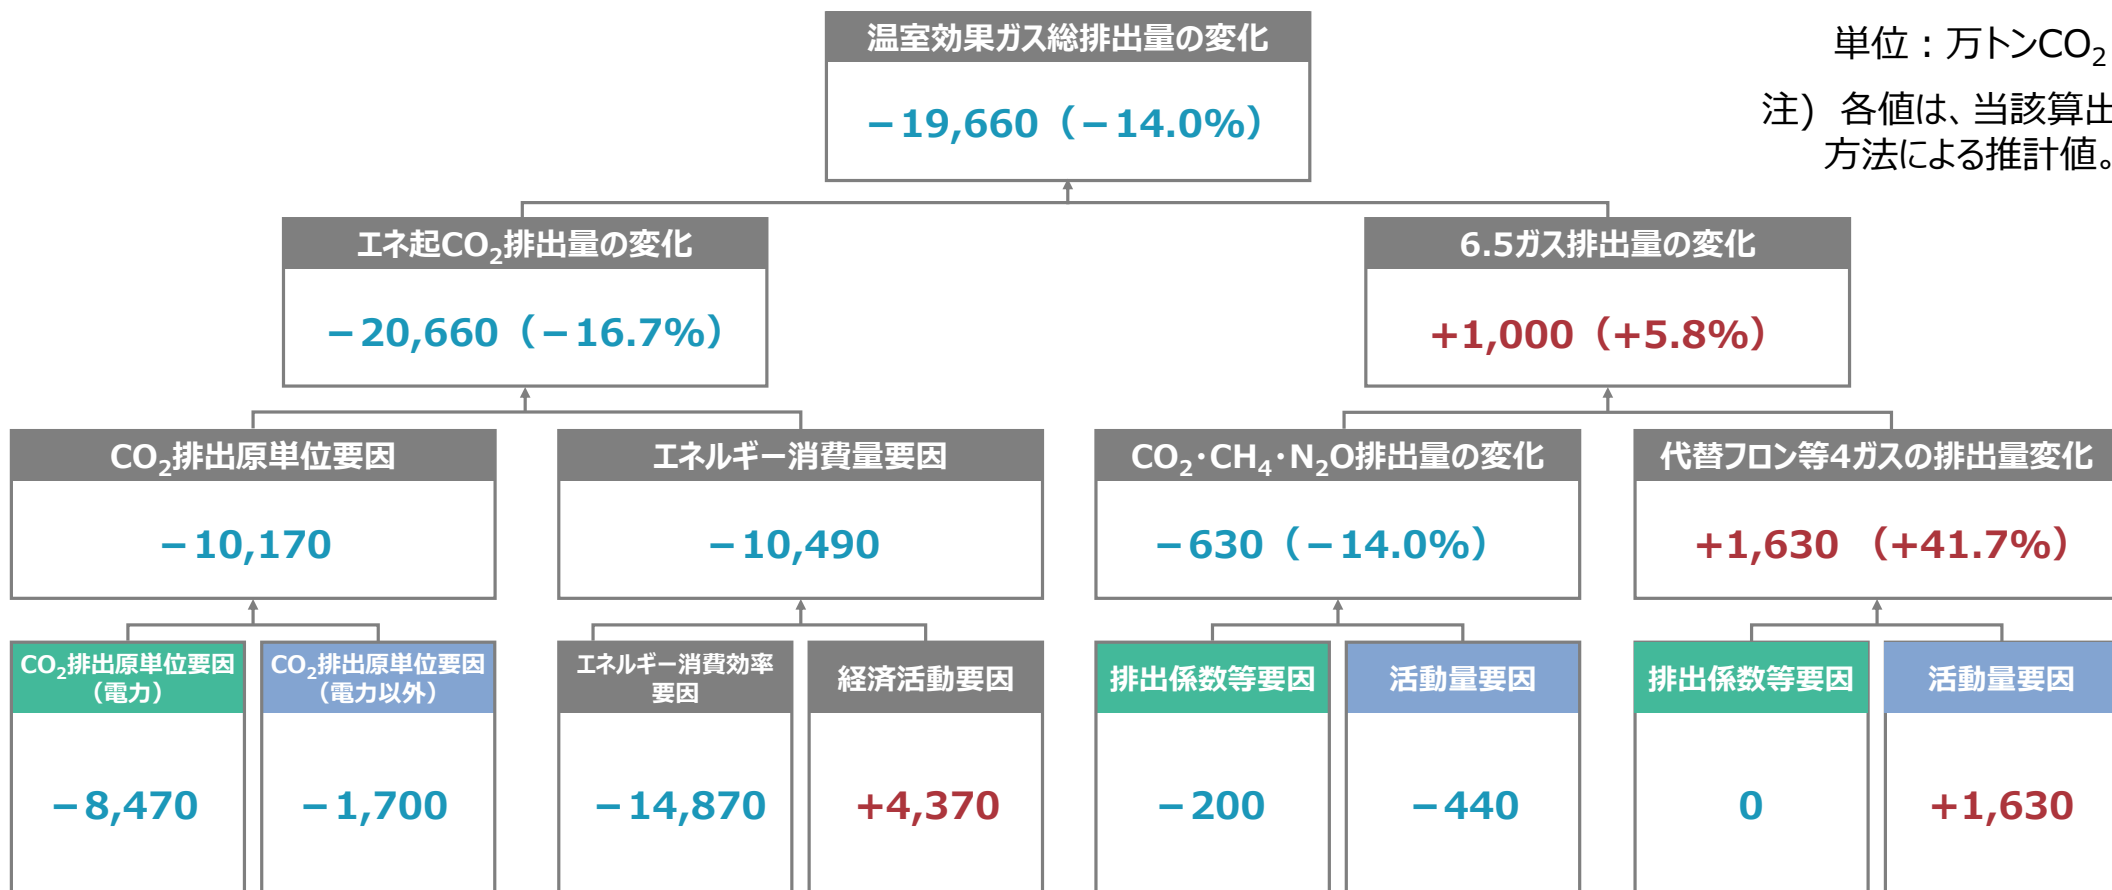 温室効果ガス総排出量の変化
−19,660（−14.0%）
単位：万トンCO₂
注）各値は、当該算出
方法による推計値。
エネ起CO₂排出量の変化
−20,660（−16.7%）
6.5ガス排出量の変化
+1,000（+5.8%）
CO₂排出原単位要因
−10,170
エネルギー消費量要因
−10,490
CO₂・CH₄・N₂O排出量の変化
−630（−14.0%）
代替フロン等4ガスの排出量変化
+1,630 （+41.7%）
CO₂排出原単位要因
（電力）
−8,470
CO₂排出原単位要因
（電力以外）
−1,700
エネルギー消費効率
要因
−14,870
経済活動要因
+4,370
排出係数等要因
−200
活動量要因
−440
排出係数等要因
0
活動量要因
+1,630